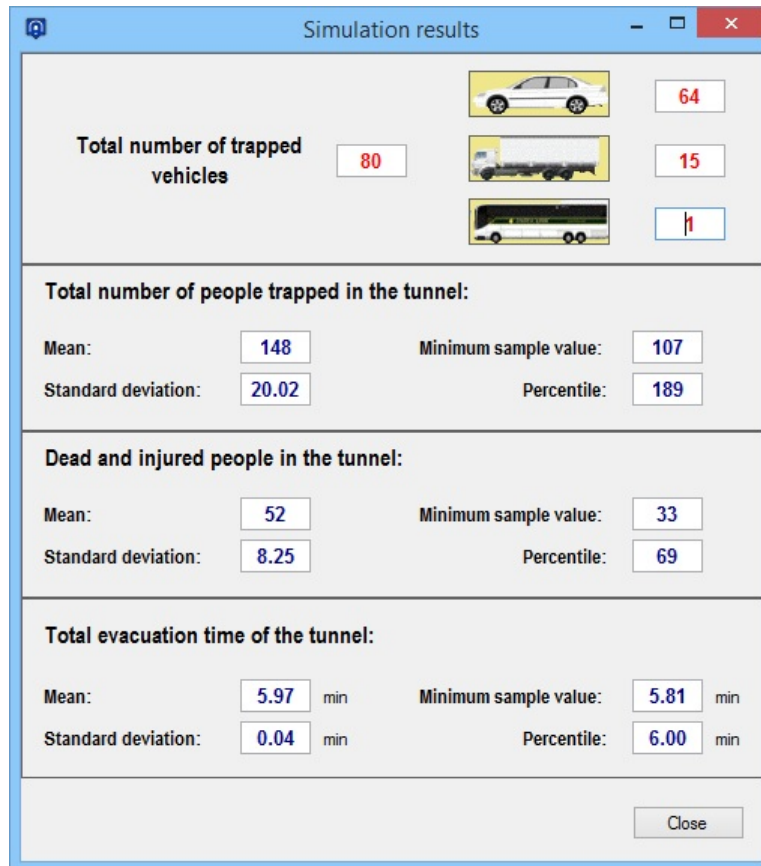 Simulation results
64
Total number of trapped
vehicles
80
15
1
Total number of people trapped in the tunnel:
Mean: 148 Minimum sample value: 107
Standard deviation: 20.02 Percentile: 189
Dead and injured people in the tunnel:
Mean: 52 Minimum sample value: 33
Standard deviation: 8.25 Percentile: 69
Total evacuation time of the tunnel:
Mean: 5.97 min Minimum sample value: 5.81 min
Standard deviation: 0.04 min Percentile: 6.00 min
Close